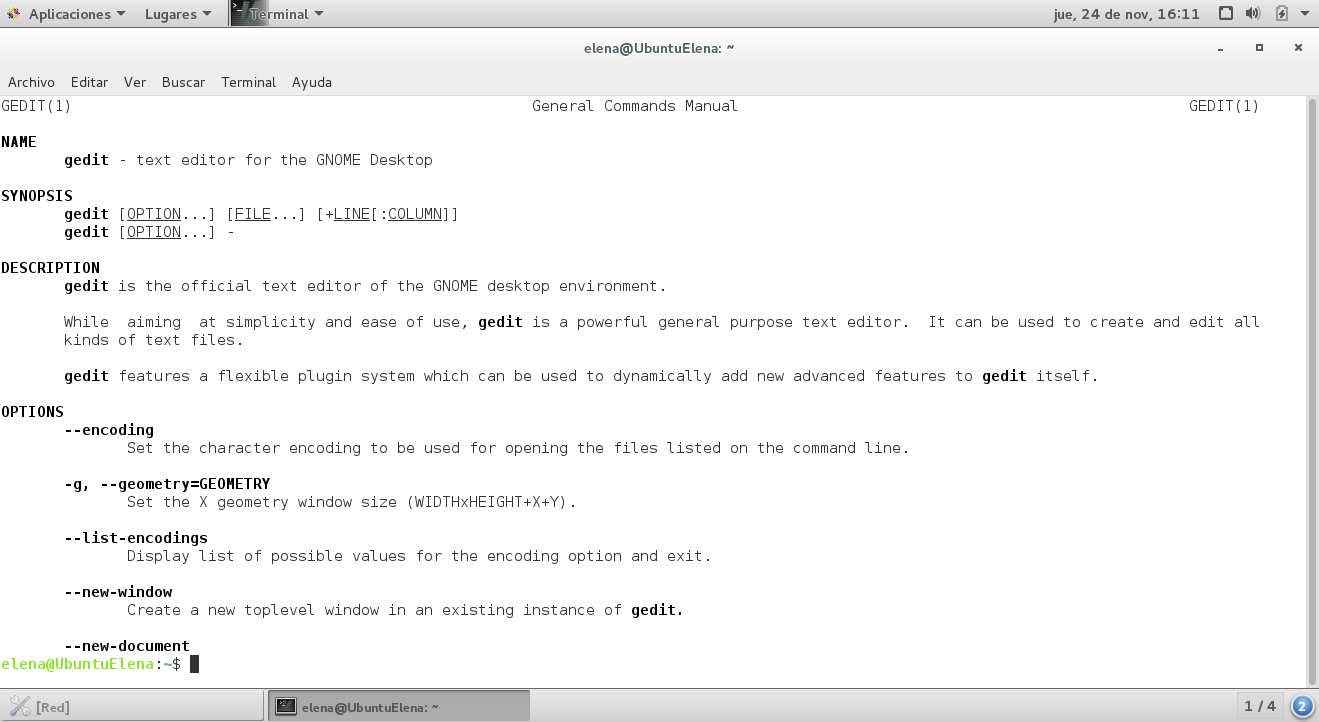 Aplicaciones Lugares Terminal jue, 24 de nov, 16:11
elena@UbuntuElena: ~
Archivo Editar Ver Buscar Terminal Ayuda
GEDIT(1) General Commands Manual GEDIT(1)
NAME
gedit - text editor for the GNOME Desktop
SYNOPSIS
gedit [OPTION...] [FILE...] [+LINE[:COLUMN]]
gedit [OPTION...] -
DESCRIPTION
gedit is the official text editor of the GNOME desktop environment.
While  aiming  at simplicity and ease of use, gedit is a powerful general purpose text editor.  It can be used to create and edit all
kinds of text files.
gedit features a flexible plugin system which can be used to dynamically add new advanced features to gedit itself.
OPTIONS
--encoding
Set the character encoding to be used for opening the files listed on the command line.
-g, --geometry=GEOMETRY
Set the X geometry window size (WIDTHxHEIGHT+X+Y).
--list-encodings
Display list of possible values for the encoding option and exit.
--new-window
Create a new toplevel window in an existing instance of gedit.
--new-document
elena@UbuntuElena:~$
[Red] elena@UbuntuElena: ~ 1 / 4 2